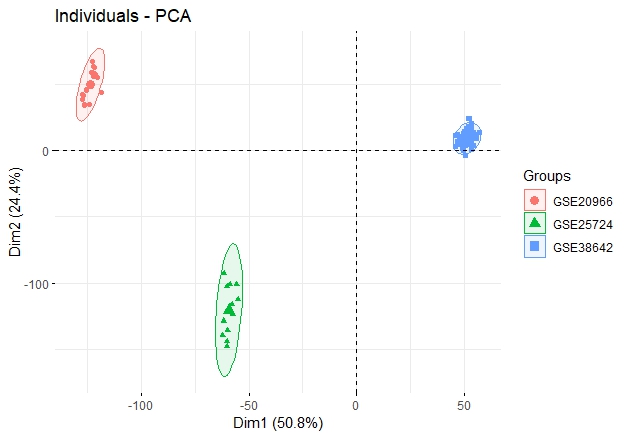 Individuals - PCA
0
-100
Dim2 (24.4%)
-100
-50
0
50
Dim1 (50.8%)
Groups
GSE20966
GSE25724
GSE38642